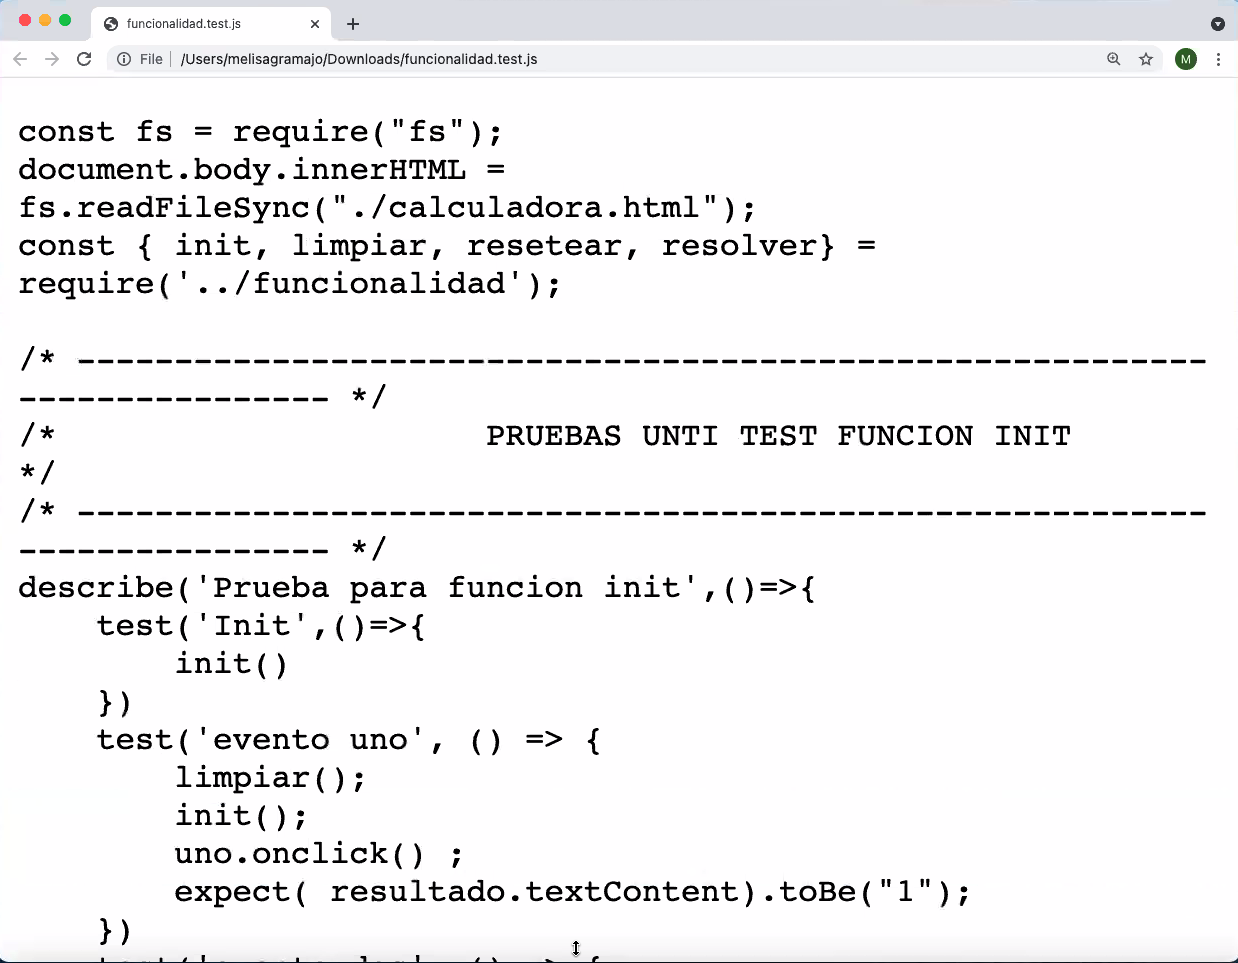 funcionalidad.test.js
File | /Users/melisagramajo/Downloads/funcionalidad.test.js
M
const fs = require("fs");
document.body.innerHTML =
fs.readFileSync("./calculadora.html");
const { init, limpiar, resetear, resolver} =
require('../funcionalidad');
/* ----------------------------------------------------------
---------------- */
/*                      PRUEBAS UNTI TEST FUNCION INIT
*/
/* ----------------------------------------------------------
---------------- */
describe('Prueba para funcion init',()=>{
    test('Init',()=>{
        init()
    })
    test('evento uno', () => {
        limpiar();
        init();
        uno.onclick() ;
        expect( resultado.textContent).toBe("1");
    })